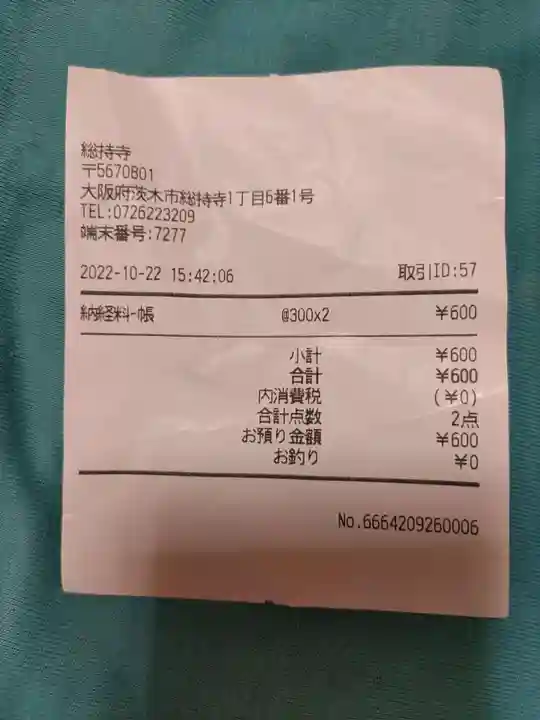 総持寺
〒5670801
大阪府茨木市総持寺1丁目6番1号
TEL:0726223209
端末番号:7277
2022-10-22 15:42:06 取引ID:57
納経料-帳 @300x2 ¥600
小計 ¥600
合計 ¥600
内消費税 (¥0)
合計点数 2点
お預り金額 ¥600
お釣り ¥0
No.6664209260006